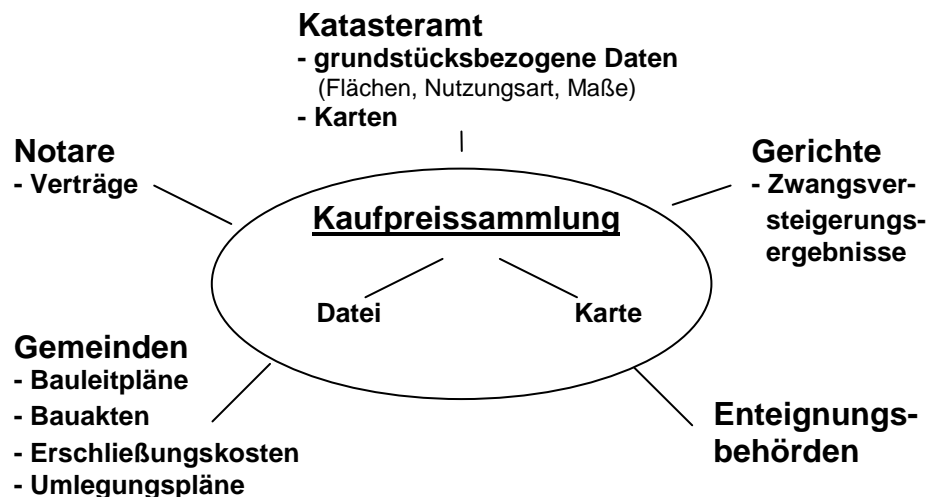 Katasteramt
- grundstücksbezogene Daten
(Flächen, Nutzungsart, Maße)
- Karten
Notare
- Verträge
Gerichte
- Zwangsver-
steigerungs-
ergebnisse
Kaufpreissammlung
Datei
Karte
Gemeinden
- Bauleitpläne
- Bauakten
- Erschließungskosten
- Umlegungspläne
Enteignungs-
behörden